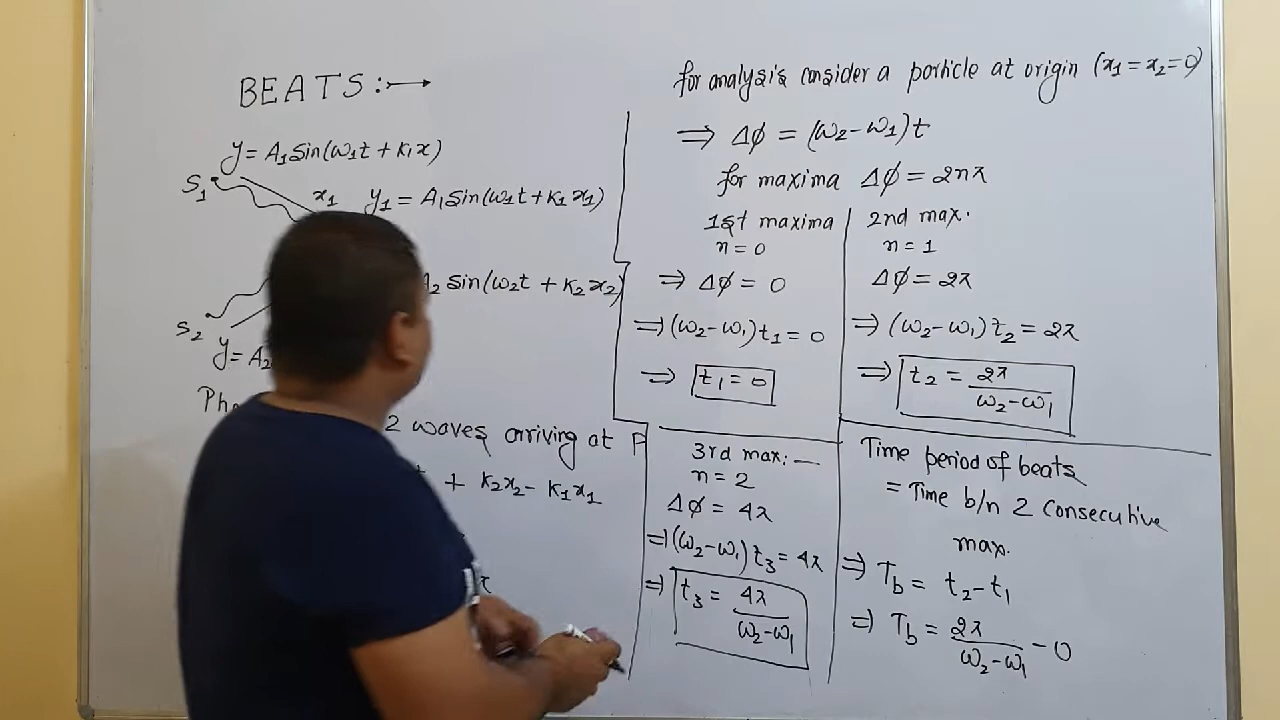 BEATS :→
y = A₁ sin(ω₁t + k₁x)
S₁
x₁ y₁ = A₁ sin(ω₁t + k₁x₁)
A₂ sin(ω₂t + k₂x₂)
S₂
y = A₂
2 waves arriving at P
+ k₂x₂ - k₁x₁
for analysis consider a particle at origin (x₁ = x₂ = 0)
⇒ Δφ = (ω₂-ω₁)t
for maxima Δφ = 2nπ
1st maxima
n = 0
⇒ Δφ = 0
⇒ (ω₂-ω₁)t₁ = 0
⇒ t₁ = 0
2nd max.
n = 1
Δφ = 2π
⇒ (ω₂-ω₁)t₂ = 2π
⇒ t₂ = 2π/(ω₂-ω₁)
3rd max: —
n = 2
Δφ = 4π
⇒ (ω₂-ω₁)t₃ = 4π
⇒ t₃ = 4π/(ω₂-ω₁)
Time period of beats
= Time b/n 2 consecutive
max.
⇒ T_b = t₂-t₁
⇒ T_b = 2π/(ω₂-ω₁) - 0